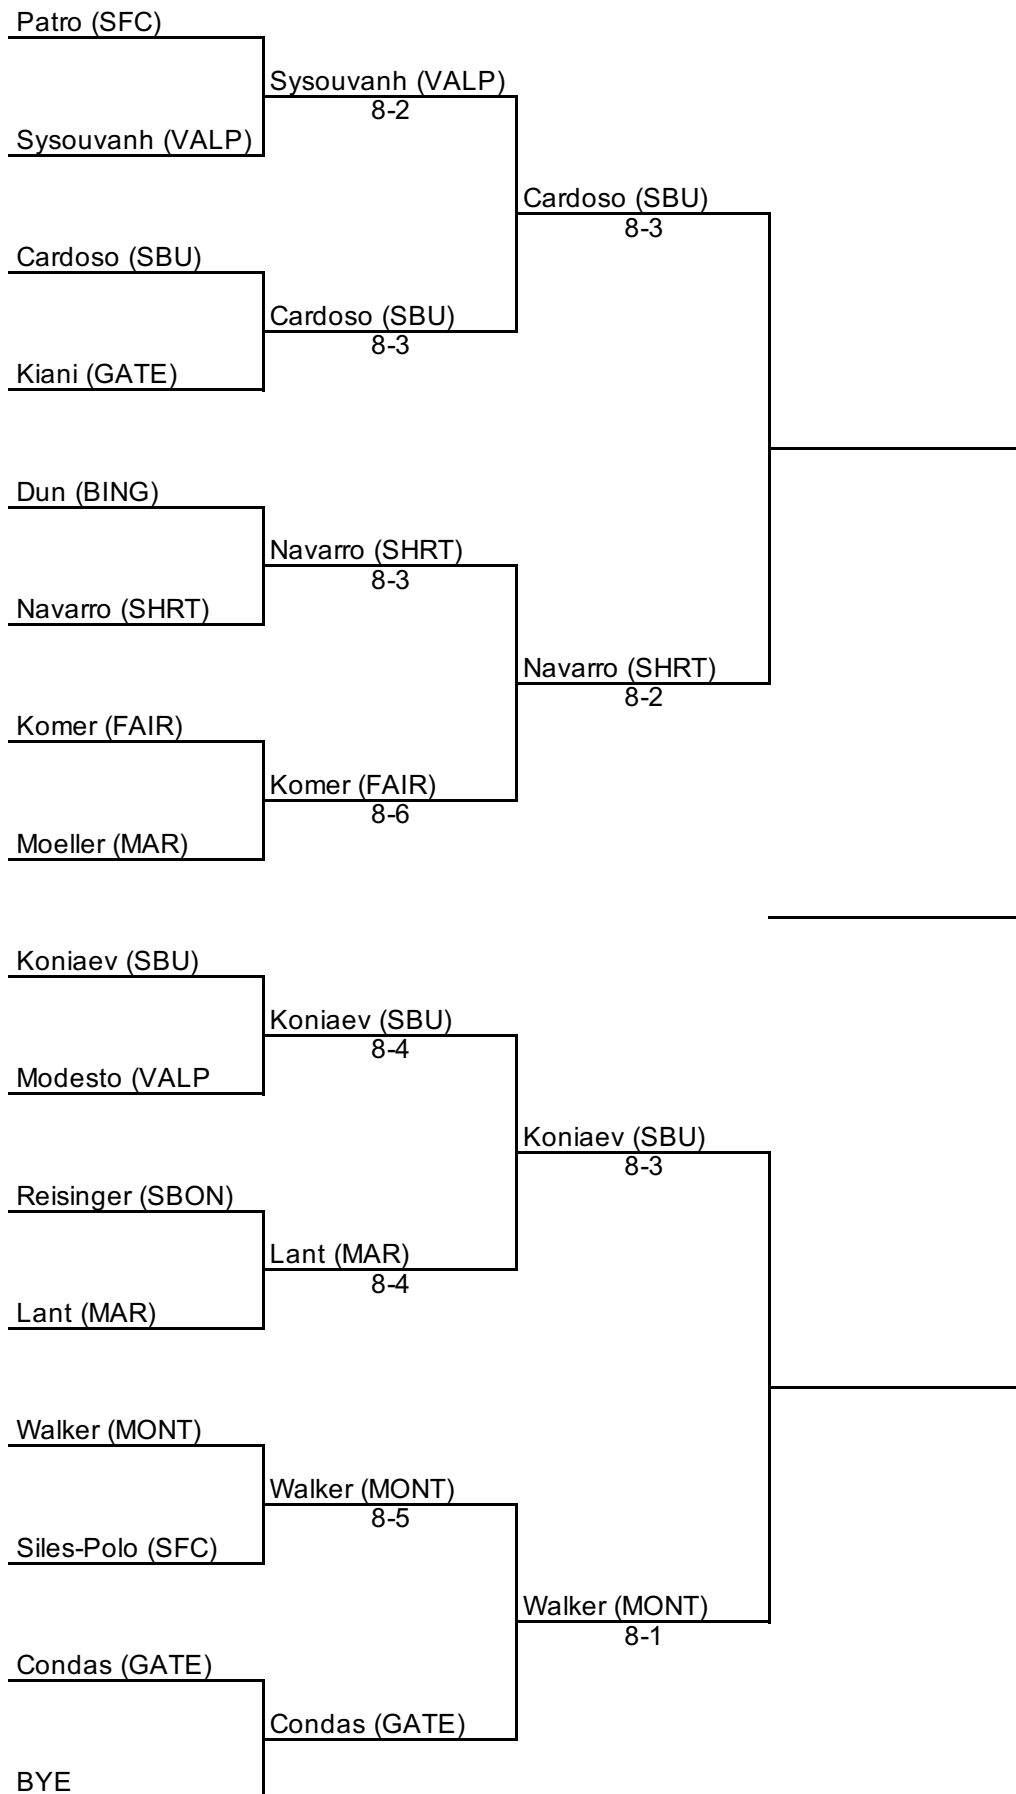 Patro (SFC)
Sysouvanh (VALP)
8-2
Sysouvanh (VALP)
Cardoso (SBU)
8-3
Cardoso (SBU)
Cardoso (SBU)
8-3
Kiani (GATE)
Dun (BING)
Navarro (SHRT)
8-3
Navarro (SHRT)
Navarro (SHRT)
8-2
Komer (FAIR)
Komer (FAIR)
8-6
Moeller (MAR)
Koniaev (SBU)
Koniaev (SBU)
8-4
Modesto (VALP
Koniaev (SBU)
8-3
Reisinger (SBON)
Lant (MAR)
8-4
Lant (MAR)
Walker (MONT)
Walker (MONT)
8-5
Siles-Polo (SFC)
Walker (MONT)
8-1
Condas (GATE)
Condas (GATE)
BYE